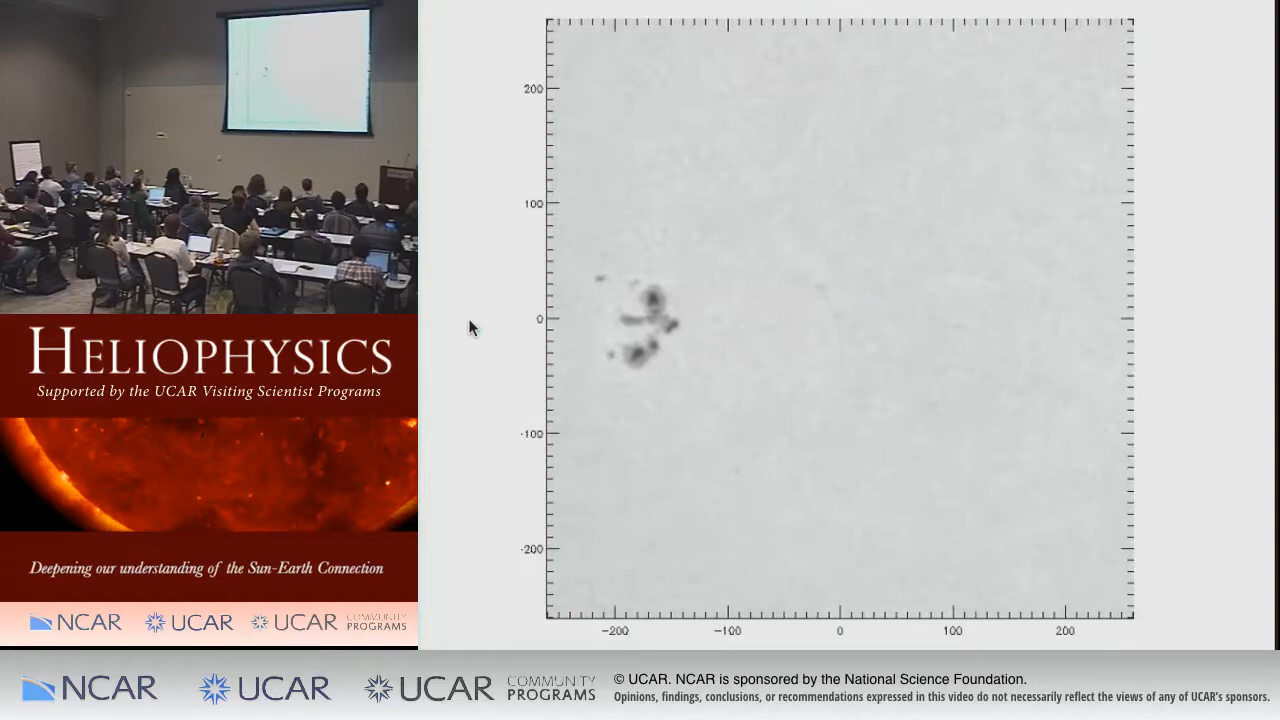 HELIOPHYSICS
Supported by the UCAR Visiting Scientist Programs
Deepening our understanding of the Sun-Earth Connection
NCAR UCAR UCAR COMMUNITY PROGRAMS
200
100
0
-100
-200
-200 -100 0 100 200
NCAR UCAR UCAR COMMUNITY PROGRAMS
© UCAR. NCAR is sponsored by the National Science Foundation.
Opinions, findings, conclusions, or recommendations expressed in this video do not necessarily reflect the views of any of UCAR's sponsors.